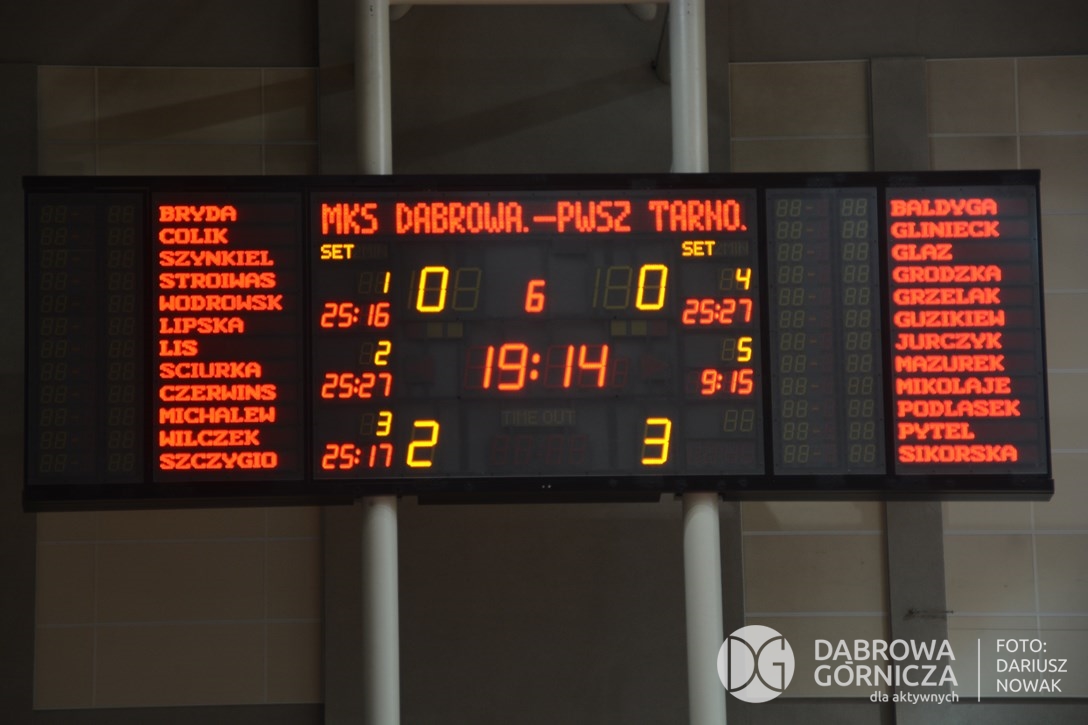 MKS DABROWA.-PWSZ TARNO.
BRYDA
COLIK
SZYNKIEL
STROIWAS
WODROWSK
LIPSKA
LIS
SCIURKA
CZERWINS
MICHALEW
WILCZEK
SZCZYGIO
SET
1
25:16
2
25:27
3
25:17
0
6
0
19:14
TIME OUT
2
3
SET
4
25:27
5
9:15
BALDYGA
GLINIECK
GLAZ
GRODZKA
GRZELAK
GUZIKIEW
JURCZYK
MAZUREK
MIKOLAJE
PODLASEK
PYTEL
SIKORSKA
DG
DĄBROWA
GÓRNICZA
dla aktywnych
FOTO:
DARIUSZ
NOWAK